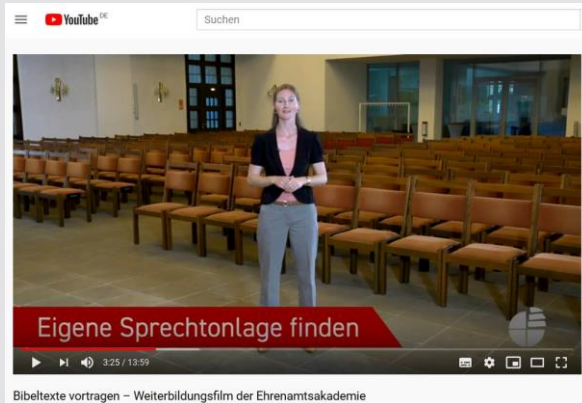 YouTube DE
Suchen
Eigene Sprechtonlage finden
3:25 / 13:59
Bibeltexte vortragen – Weiterbildungsfilm der Ehrenamtsakademie